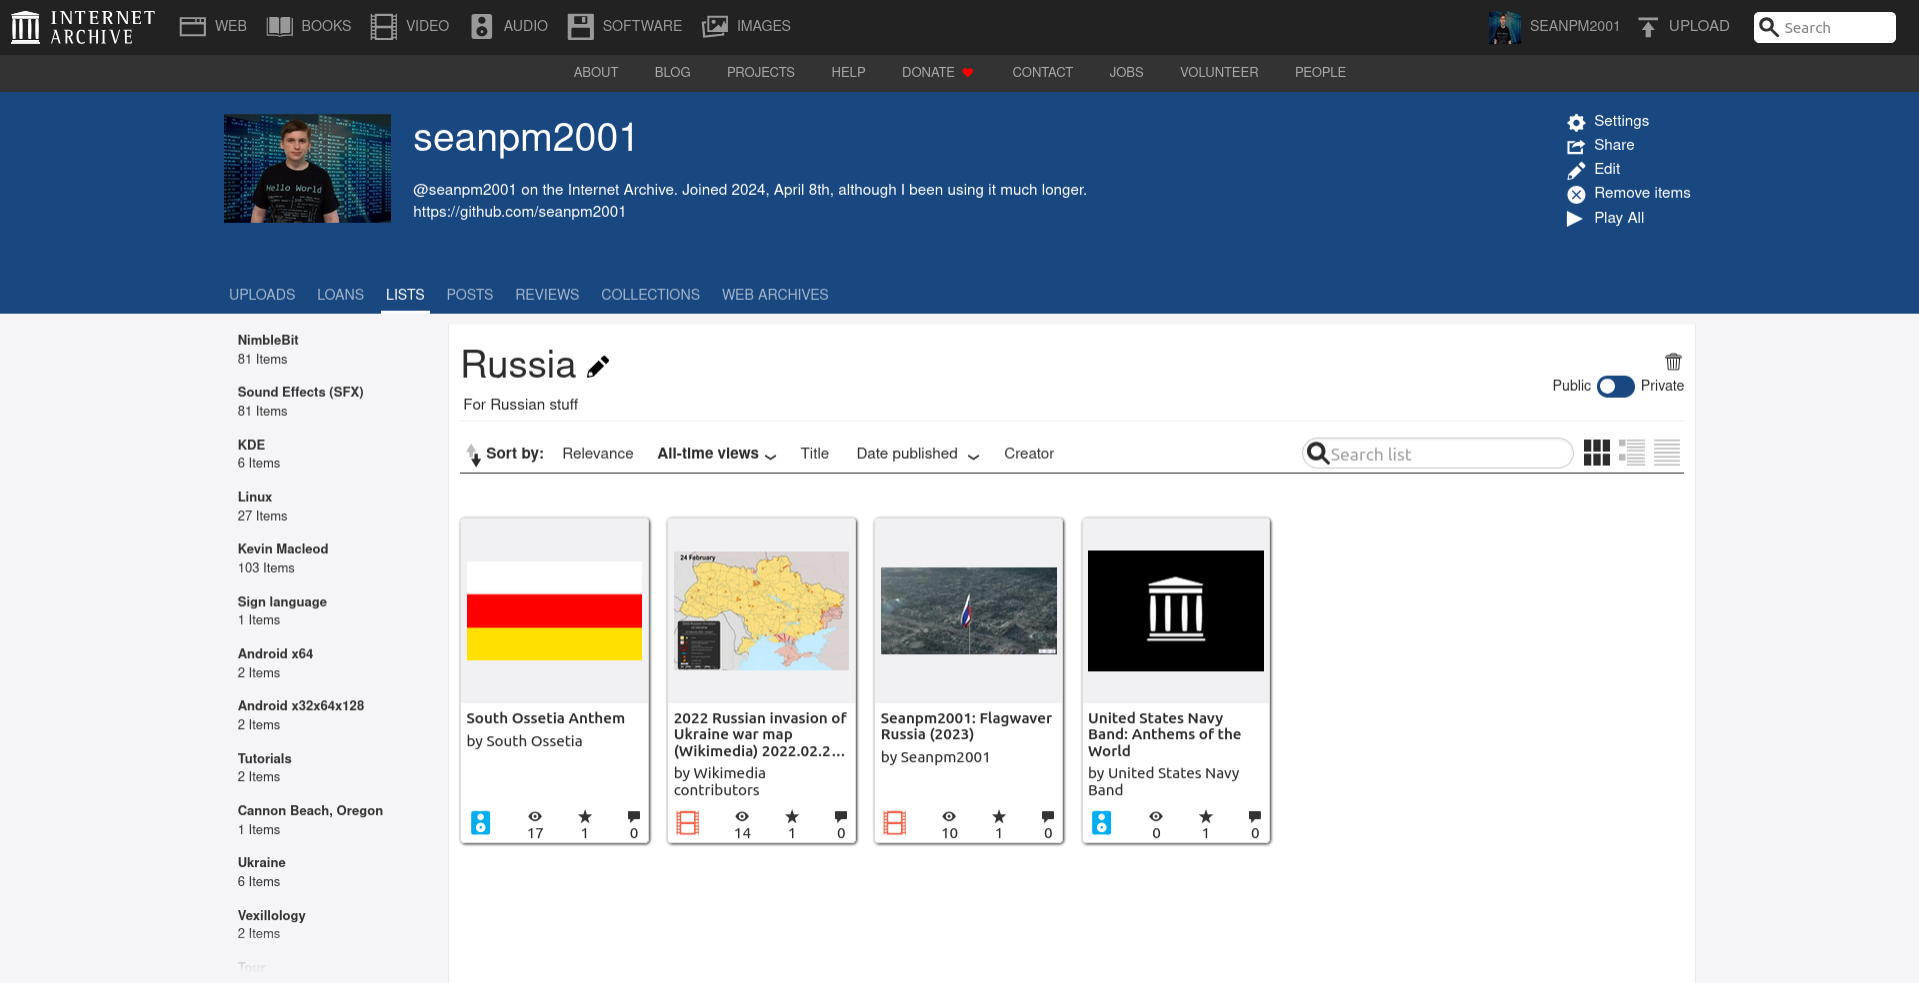 INTERNET ARCHIVE
WEB
BOOKS
VIDEO
AUDIO
SOFTWARE
IMAGES
SEANPM2001
UPLOAD
Search
ABOUT
BLOG
PROJECTS
HELP
DONATE
CONTACT
JOBS
VOLUNTEER
PEOPLE
Hello World
seanpm2001
@seanpm2001 on the Internet Archive. Joined 2024, April 8th, although I been using it much longer.
https://github.com/seanpm2001
Settings
Share
Edit
Remove items
Play All
UPLOADS
LOANS
LISTS
POSTS
REVIEWS
COLLECTIONS
WEB ARCHIVES
NimbleBit
81 Items
Sound Effects (SFX)
81 Items
KDE
6 Items
Linux
27 Items
Kevin Macleod
103 Items
Sign language
1 Items
Android x64
2 Items
Android x32x64x128
2 Items
Tutorials
2 Items
Cannon Beach, Oregon
1 Items
Ukraine
6 Items
Vexillology
2 Items
Tour
Russia
For Russian stuff
Public
Private
Sort by:
Relevance
All-time views
Title
Date published
Creator
Search list
South Ossetia Anthem
by South Ossetia
17
1
0
24 February
2022 Russian invasion of
Ukraine war map
(Wikimedia) 2022.02.2...
by Wikimedia
contributors
14
1
0
Seanpm2001: Flagwaver
Russia (2023)
by Seanpm2001
10
1
0
United States Navy
Band: Anthems of the
World
by United States Navy
Band
0
1
0